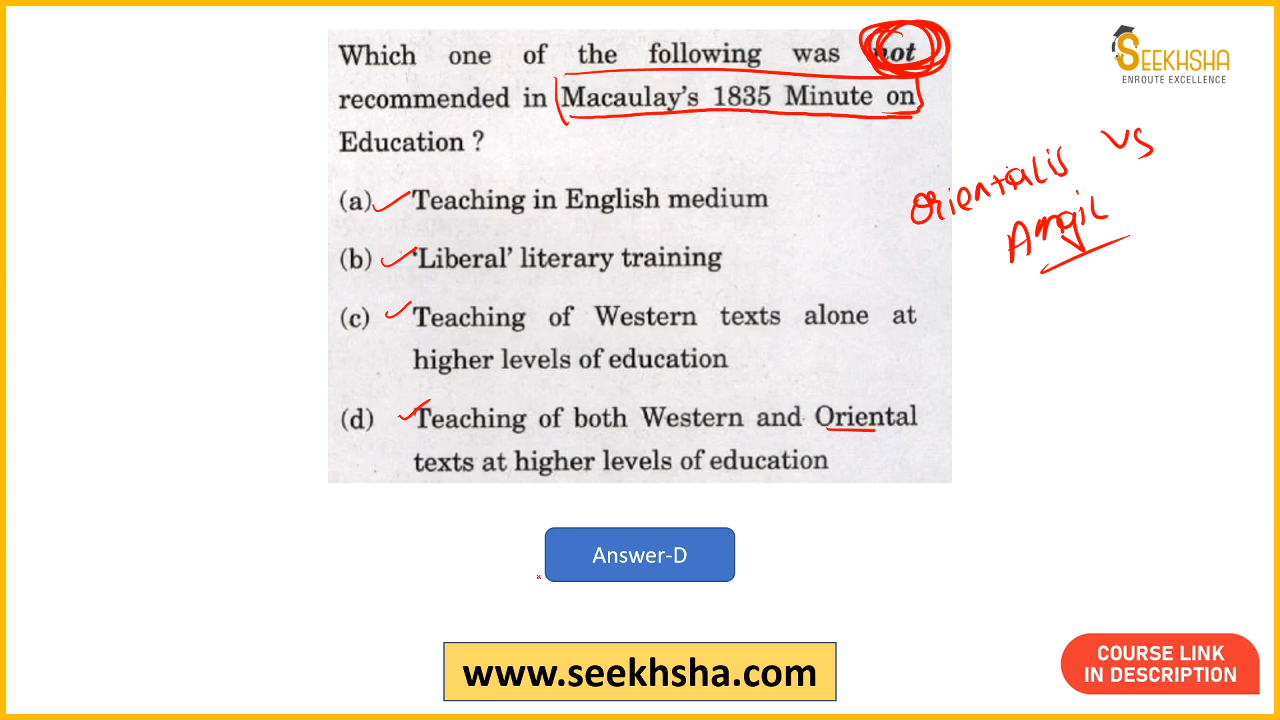 Which one of the following was not
recommended in Macaulay's 1835 Minute on
Education ?
(a) Teaching in English medium
(b) 'Liberal' literary training
(c) Teaching of Western texts alone at
higher levels of education
(d) Teaching of both Western and Oriental
texts at higher levels of education
SEEKHSHA
ENROUTE EXCELLENCE
Orientalis vs
Answer-D
www.seekhsha.com
COURSE LINK
IN DESCRIPTION